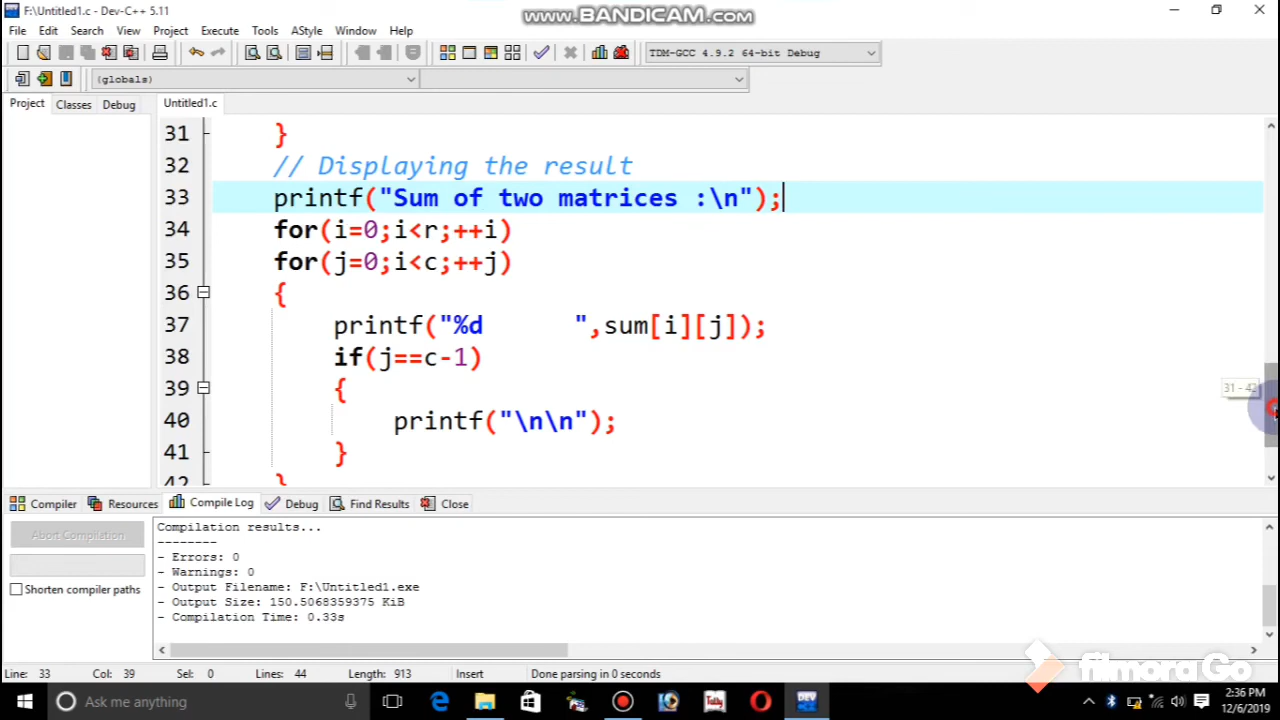 F:\Untitled1.c - Dev-C++ 5.11
www.BANDICAM.com
File Edit Search View Project Execute Tools AStyle Window Help
TDM-GCC 4.9.2 64-bit Debug
(globals)
Project Classes Debug Untitled1.c
31 }
32 // Displaying the result
33 printf("Sum of two matrices :\n");
34 for(i=0;i<r;++i)
35 for(j=0;i<c;++j)
36 {
37 printf("%d      ",sum[i][j]);
38 if(j==c-1)
39 {
31 - 42
40 printf("\n\n");
41 }
42 }
Compiler Resources Compile Log Debug Find Results Close
Compilation results...
Abort Compilation
--------
- Errors: 0
- Warnings: 0
- Output Filename: F:\Untitled1.exe
Shorten compiler paths
- Output Size: 150.5068359375 KiB
- Compilation Time: 0.33s
filmoraGo
Line: 33 Col: 39 Sel: 0 Lines: 44 Length: 913 Insert Done parsing in 0 seconds
Ask me anything
Tally
DEV
2:36 PM
12/6/2019